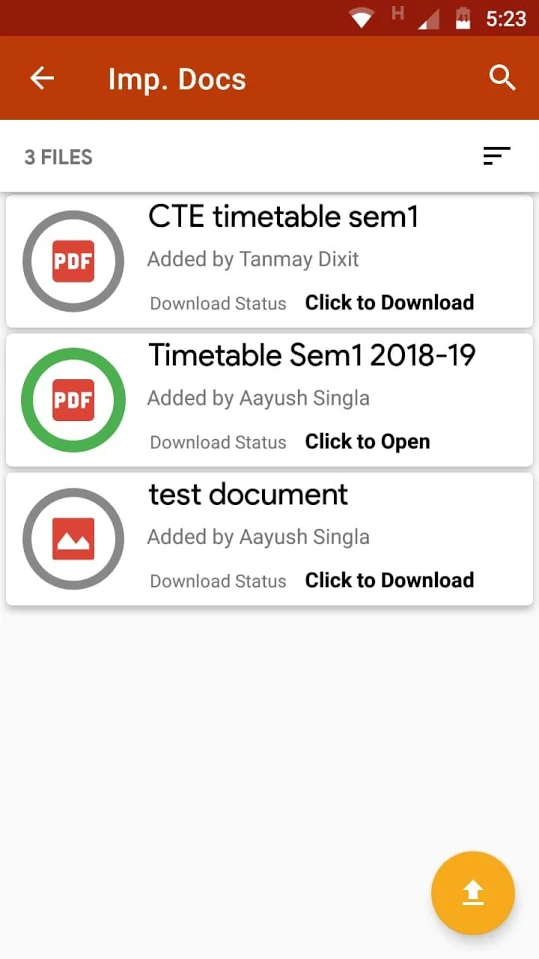 H 41 5:23
Imp. Docs
3 FILES
CTE timetable sem1
PDF
Added by Tanmay Dixit
Download Status Click to Download
Timetable Sem1 2018-19
PDF
Added by Aayush Singla
Download Status Click to Open
test document
Added by Aayush Singla
Download Status Click to Download